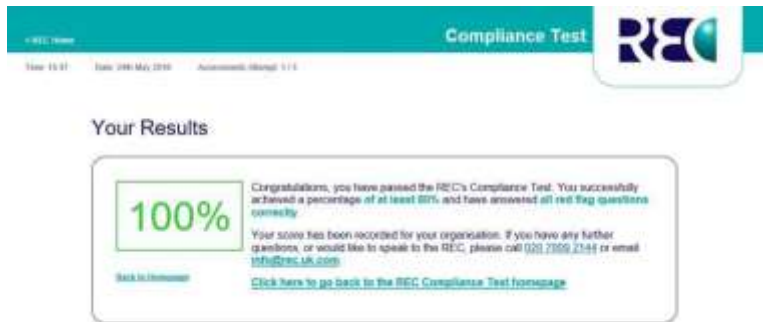 < REC Home
Compliance Test
REC
Time: 15:37 Date: 24th May 2016 Assessment Attempt: 1 / 5
Your Results
100%
Congratulations, you have passed the REC's Compliance Test. You successfully
achieved a percentage of at least 80% and have answered all red flag questions
correctly.
Your score has been recorded for your organisation. If you have any further
questions, or would like to speak to the REC, please call 020 7009 2144 or email
info@rec.uk.com
Back to Homepage
Click here to go back to the REC Compliance Test homepage